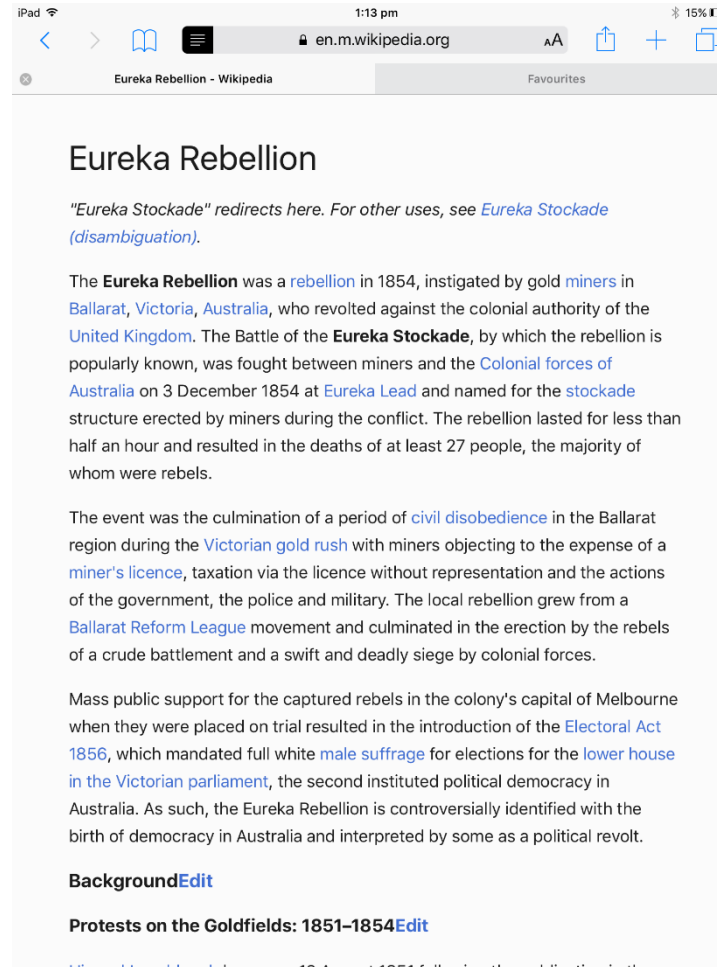 iPad 1:13 pm 15%
en.m.wikipedia.org AA
Eureka Rebellion - Wikipedia Favourites
Eureka Rebellion
"Eureka Stockade" redirects here. For other uses, see Eureka Stockade
(disambiguation).
The Eureka Rebellion was a rebellion in 1854, instigated by gold miners in
Ballarat, Victoria, Australia, who revolted against the colonial authority of the
United Kingdom. The Battle of the Eureka Stockade, by which the rebellion is
popularly known, was fought between miners and the Colonial forces of
Australia on 3 December 1854 at Eureka Lead and named for the stockade
structure erected by miners during the conflict. The rebellion lasted for less than
half an hour and resulted in the deaths of at least 27 people, the majority of
whom were rebels.
The event was the culmination of a period of civil disobedience in the Ballarat
region during the Victorian gold rush with miners objecting to the expense of a
miner's licence, taxation via the licence without representation and the actions
of the government, the police and military. The local rebellion grew from a
Ballarat Reform League movement and culminated in the erection by the rebels
of a crude battlement and a swift and deadly siege by colonial forces.
Mass public support for the captured rebels in the colony's capital of Melbourne
when they were placed on trial resulted in the introduction of the Electoral Act
1856, which mandated full white male suffrage for elections for the lower house
in the Victorian parliament, the second instituted political democracy in
Australia. As such, the Eureka Rebellion is controversially identified with the
birth of democracy in Australia and interpreted by some as a political revolt.
BackgroundEdit
Protests on the Goldfields: 1851–1854Edit